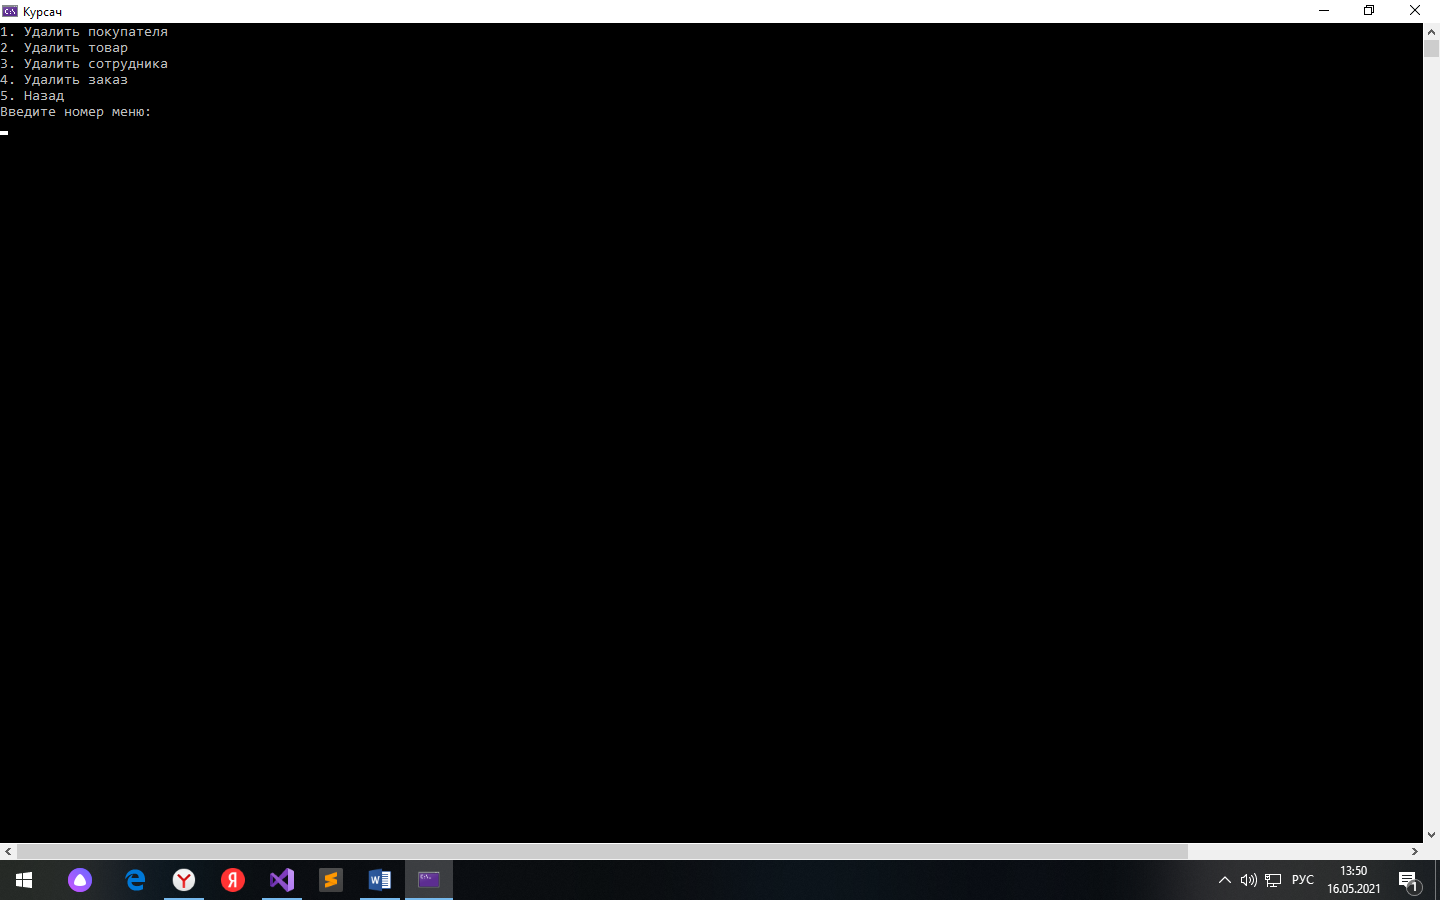 Курсач
1. Удалить покупателя
2. Удалить товар
3. Удалить сотрудника
4. Удалить заказ
5. Назад
Введите номер меню:
РУС
13:50
16.05.2021
1